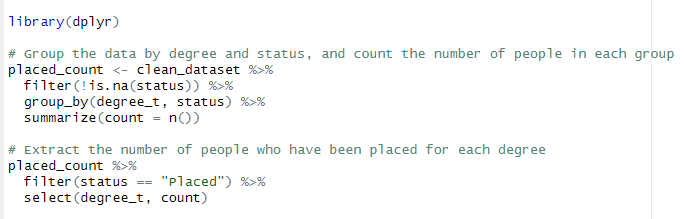 library(dplyr)
# Group the data by degree and status, and count the number of people in each group
placed_count <- clean_dataset %>%
  filter(!is.na(status)) %>%
  group_by(degree_t, status) %>%
  summarize(count = n())
# Extract the number of people who have been placed for each degree
placed_count %>%
  filter(status == "Placed") %>%
  select(degree_t, count)